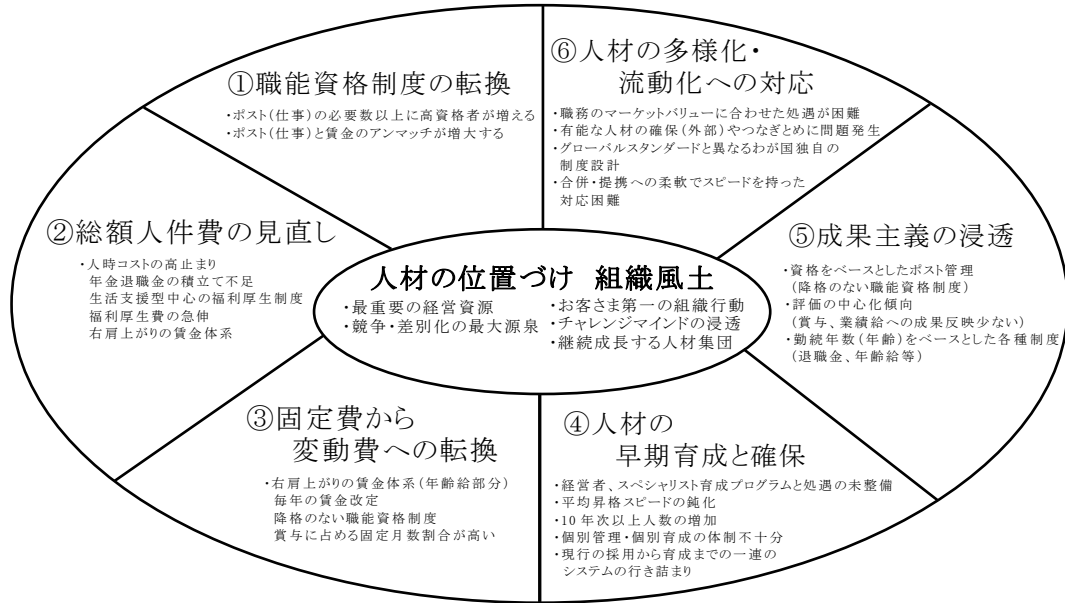 ①職能資格制度の転換
・ポスト(仕事)の必要数以上に高資格者が増える
・ポスト(仕事)と賃金のアンマッチが増大する
⑥人材の多様化・
流動化への対応
・職務のマーケットバリューに合わせた処遇が困難
・有能な人材の確保(外部)やつなぎとめに問題発生
・グローバルスタンダードと異なるわが国独自の
制度設計
・合併・提携への柔軟でスピードを持った
対応困難
②総額人件費の見直し
・人時コストの高止まり
年金退職金の積立て不足
生活支援型中心の福利厚生制度
福利厚生費の急伸
右肩上がりの賃金体系
人材の位置づけ 組織風土
・最重要の経営資源
・競争・差別化の最大源泉
・お客さま第一の組織行動
・チャレンジマインドの浸透
・継続成長する人材集団
⑤成果主義の浸透
・資格をベースとしたポスト管理
(降格のない職能資格制度)
・評価の中心化傾向
(賞与、業績給への成果反映少ない)
・勤続年数(年齢)をベースとした各種制度
(退職金、年齢給等)
③固定費から
変動費への転換
・右肩上がりの賃金体系(年齢給部分)
毎年の賃金改定
降格のない職能資格制度
賞与に占める固定月数割合が高い
④人材の
早期育成と確保
・経営者、スペシャリスト育成プログラムと処遇の未整備
・平均昇格スピードの鈍化
・10年次以上人数の増加
・個別管理・個別育成の体制不十分
・現行の採用から育成までの一連の
システムの行き詰まり